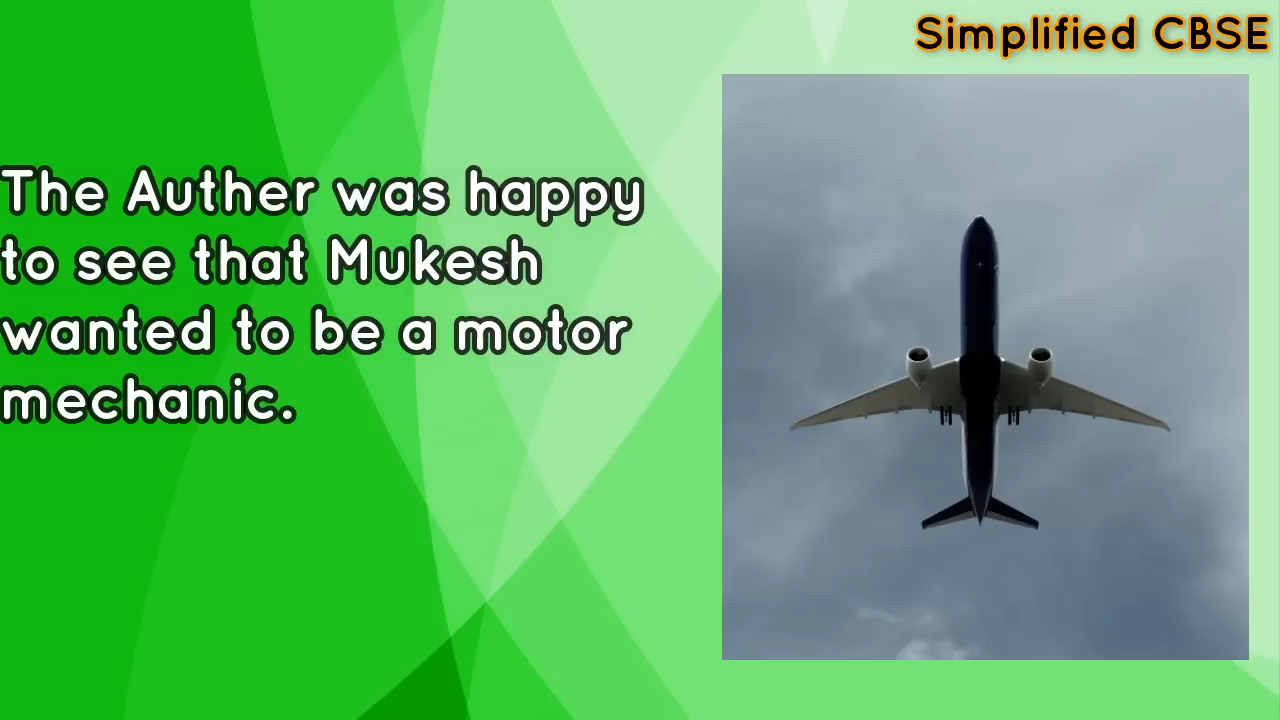 Simplified CBSE
The Auther was happy
to see that Mukesh
wanted to be a motor
mechanic.